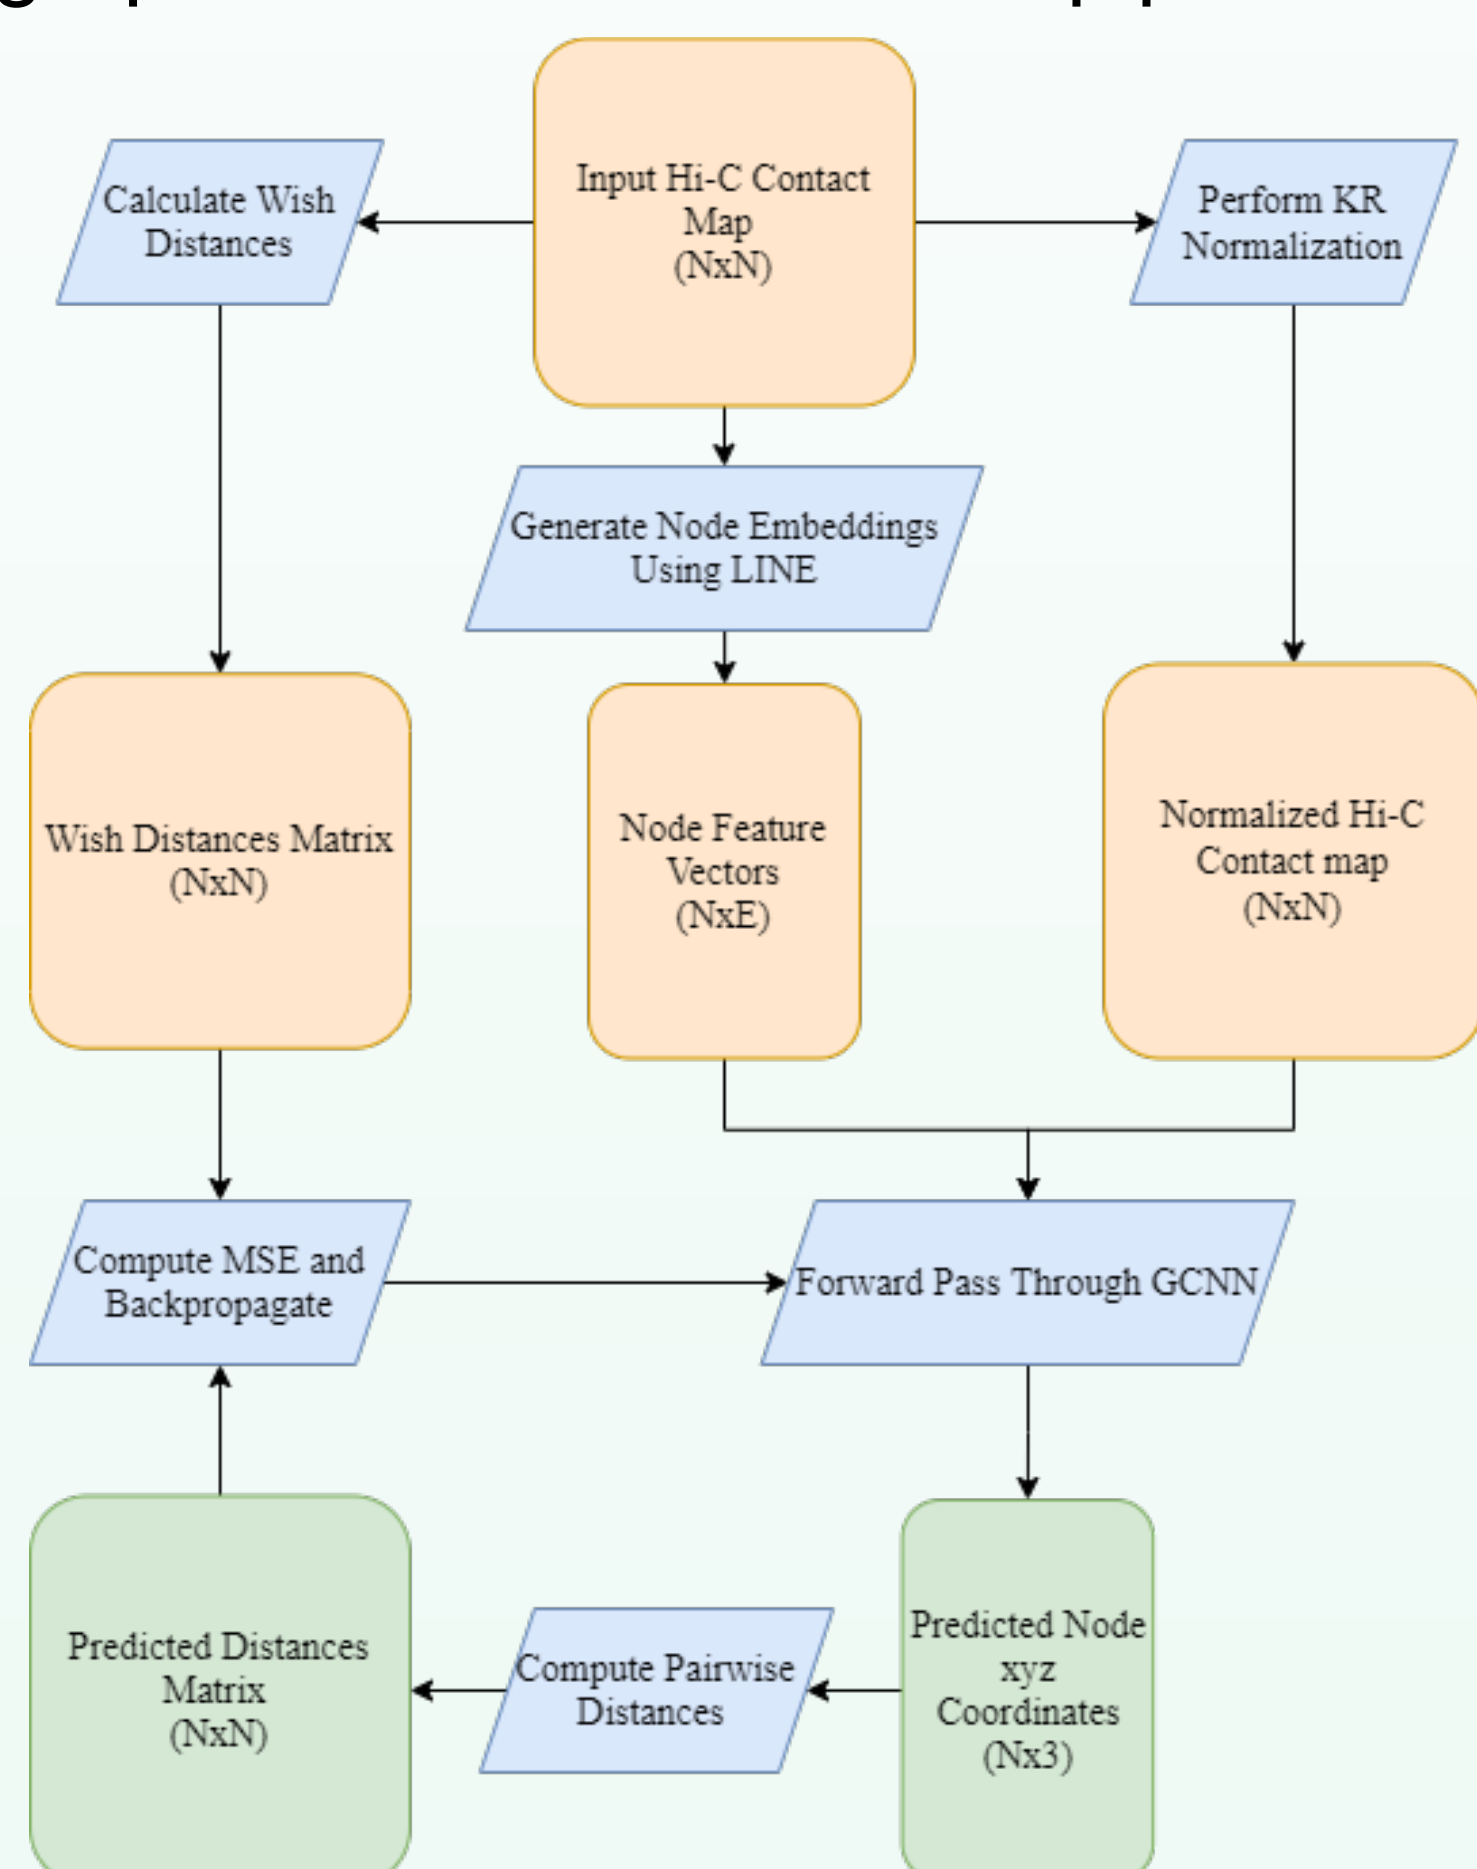 Input Hi-C Contact
Map
(NxN)
Calculate Wish
Distances
Perform KR
Normalization
Generate Node Embeddings
Using LINE
Wish Distances Matrix
(NxN)
Node Feature
Vectors
(NxE)
Normalized Hi-C
Contact map
(NxN)
Compute MSE and
Backpropagate
Forward Pass Through GCNN
Predicted Distances
Matrix
(NxN)
Compute Pairwise
Distances
Predicted Node
xyz
Coordinates
(Nx3)